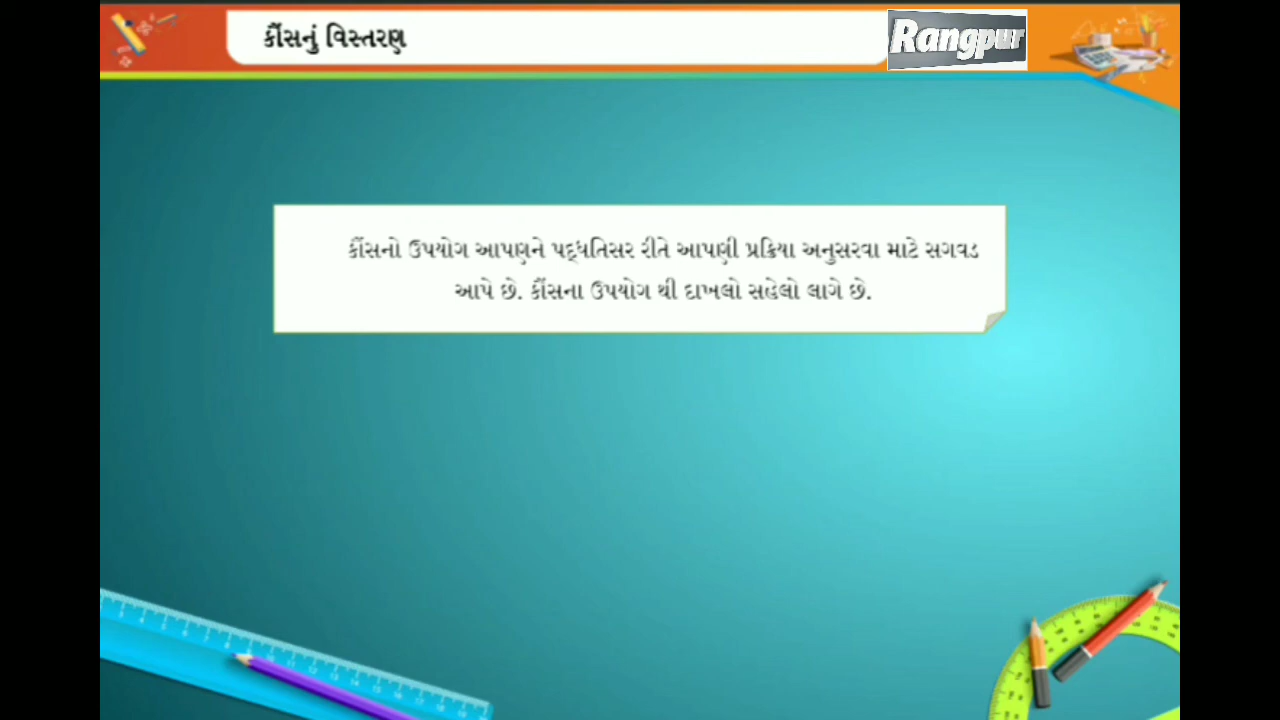 કૌંસનું વિસ્તરણ
Rangpur
કૌંસનો ઉપયોગ આપણને પદ્ધતિસર રીતે આપણી પ્રક્રિયા અનુસરવા માટે સગવડ
આપે છે. કૌંસના ઉપયોગ થી દાખલો સહેલો લાગે છે.